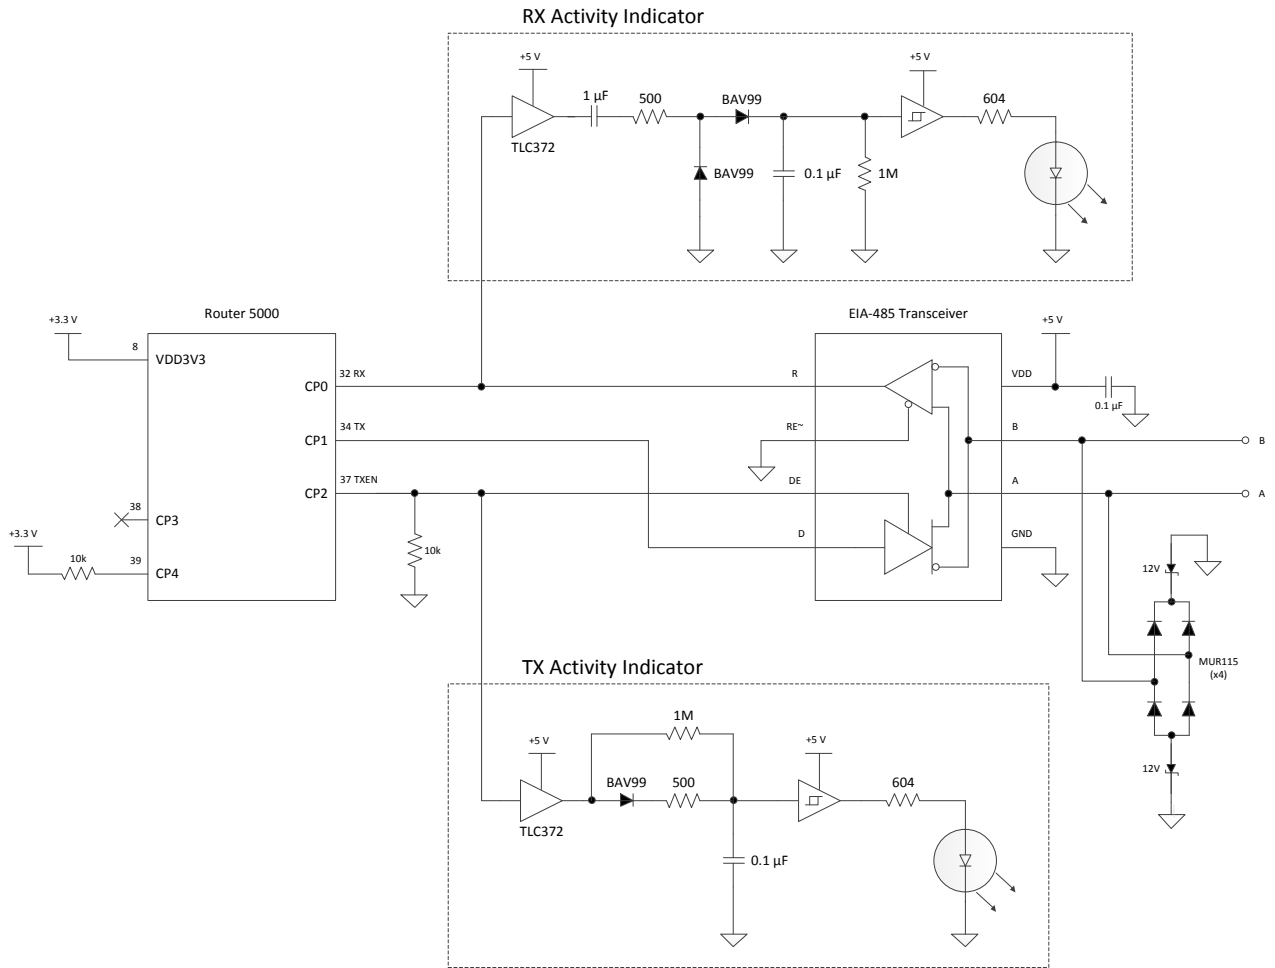 RX Activity Indicator
+5 V
+5 V
1 µF
500
BAV99
604
TLC372
BAV99
0.1 µF
1M
Router 5000
EIA-485 Transceiver
+3.3 V
+5 V
8
VDD3V3
CP0
32 RX
R
VDD
0.1 µF
34 TX
CP1
RE~
B
B
37 TXEN
CP2
DE
A
A
38
CP3
+3.3 V
10k
39
CP4
10k
D
GND
12V
MUR115
(x4)
12V
TX Activity Indicator
1M
+5 V
+5 V
BAV99
500
604
TLC372
0.1 µF